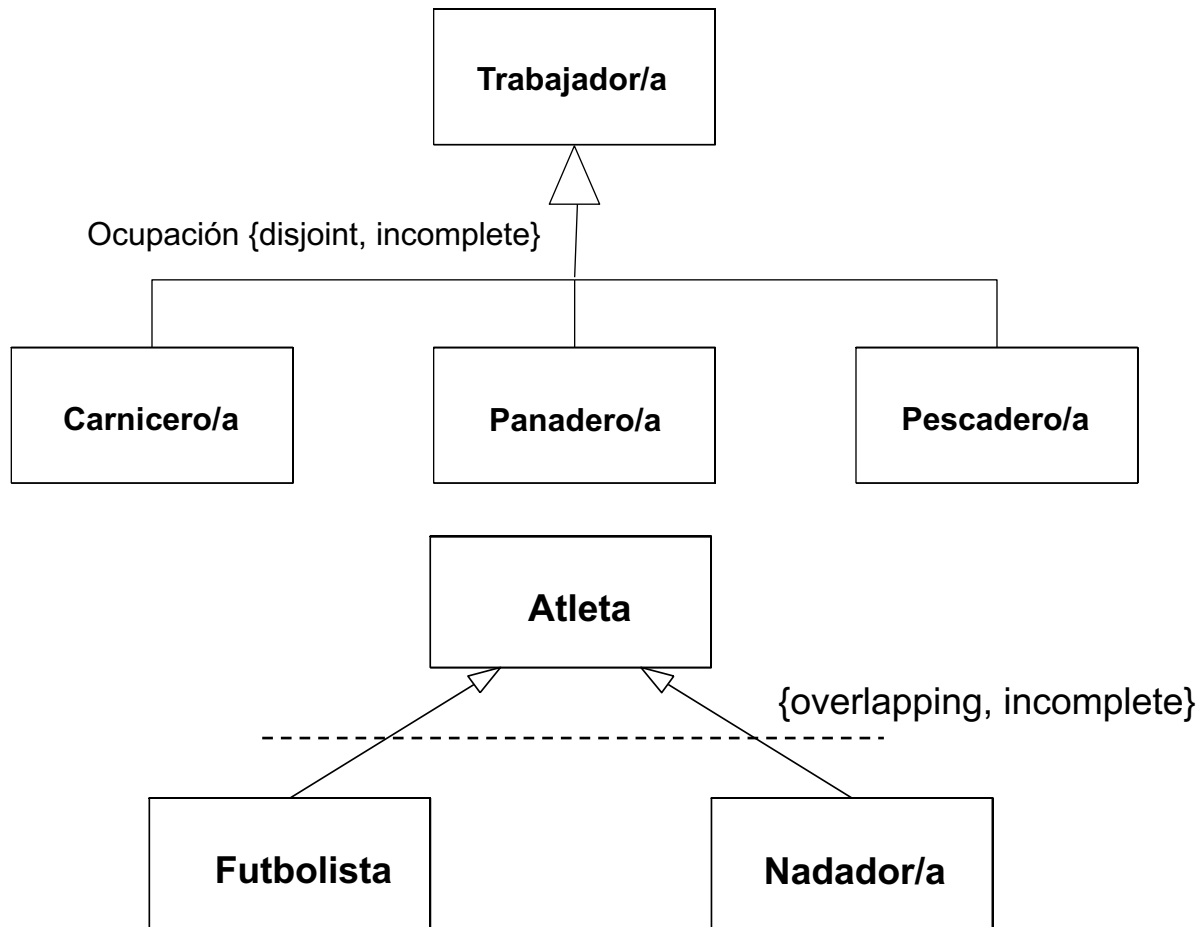 Trabajador/a
Ocupación {disjoint, incomplete}
Carnicero/a
Panadero/a
Pescadero/a
Atleta
{overlapping, incomplete}
Futbolista
Nadador/a